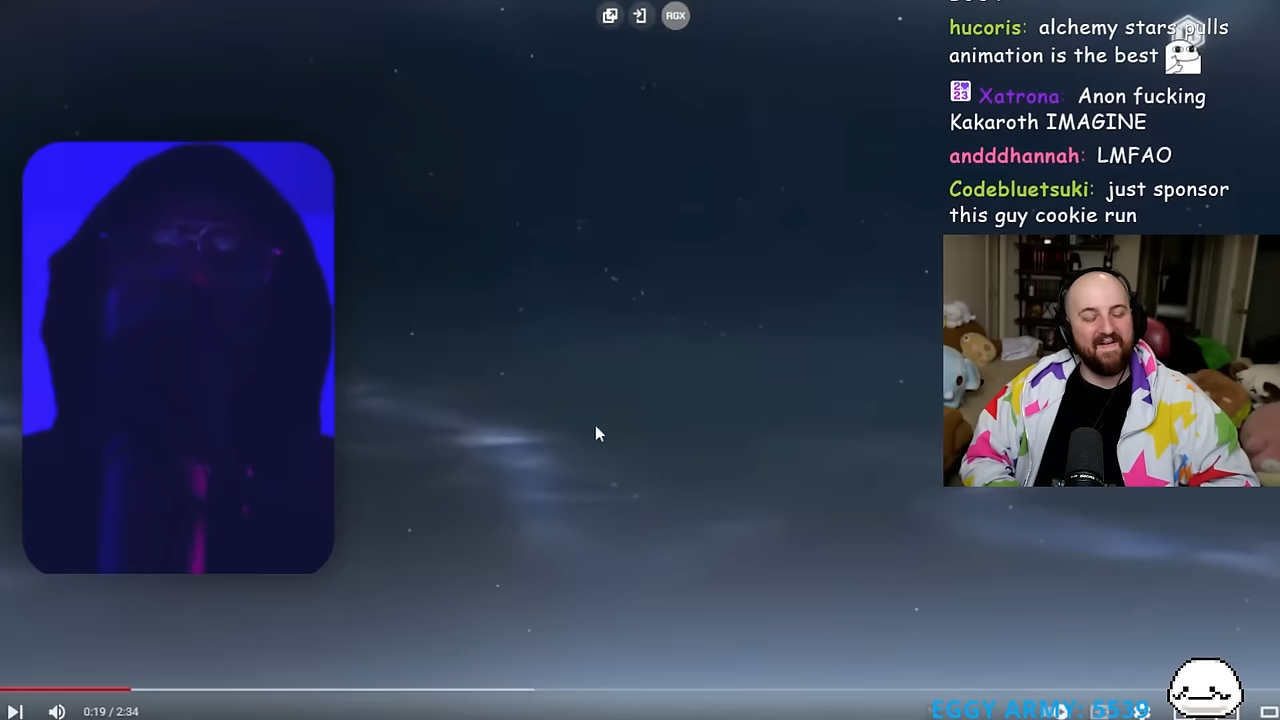 RGX
hucoris: alchemy stars pulls
animation is the best
Xatrona: Anon fucking
Kakaroth IMAGINE
andddhannah: LMFAO
Codebluetsuki: just sponsor
this guy cookie run
0:19 / 2:34
EGGY ARMY: 5539